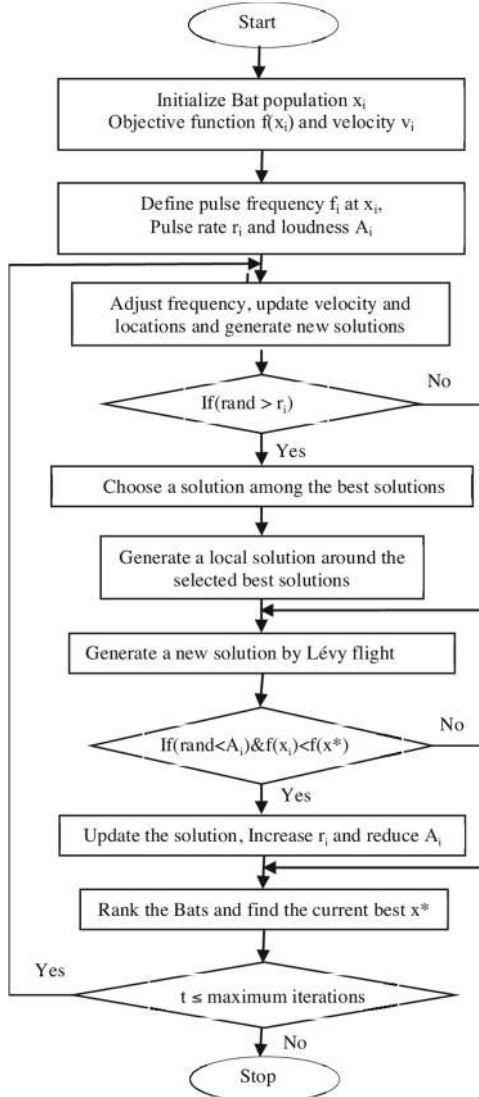 Start
Initialize Bat population xᵢ
Objective function f(xᵢ) and velocity vᵢ
Define pulse frequency fᵢ at xᵢ,
Pulse rate rᵢ and loudness Aᵢ
Adjust frequency, update velocity and
locations and generate new solutions
No
If(rand > rᵢ)
Yes
Choose a solution among the best solutions
Generate a local solution around the
selected best solutions
Generate a new solution by Lévy flight
No
If(rand<Aᵢ)&f(xᵢ)<f(x*)
Yes
Update the solution, Increase rᵢ and reduce Aᵢ
Rank the Bats and find the current best x*
Yes
t ≤ maximum iterations
No
Stop